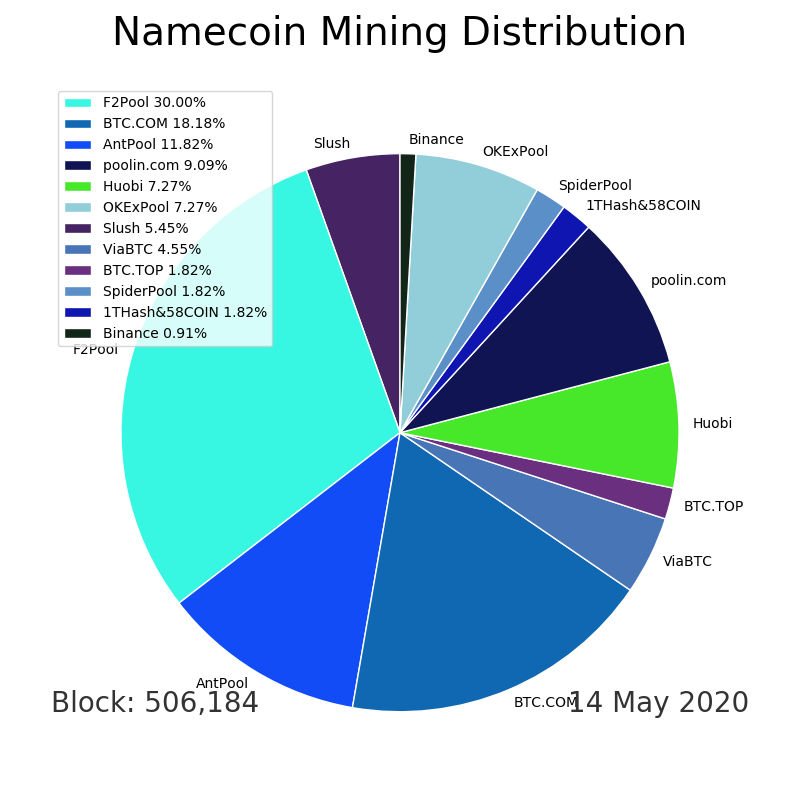 Namecoin Mining Distribution
F2Pool 30.00%
BTC.COM 18.18%
AntPool 11.82%
poolin.com 9.09%
Huobi 7.27%
OKExPool 7.27%
Slush 5.45%
ViaBTC 4.55%
BTC.TOP 1.82%
SpiderPool 1.82%
1THash&58COIN 1.82%
Binance 0.91%
Slush
Binance
OKExPool
SpiderPool
1THash&58COIN
poolin.com
F2Pool
Huobi
BTC.TOP
ViaBTC
AntPool
BTC.COM
Block: 506,184
14 May 2020